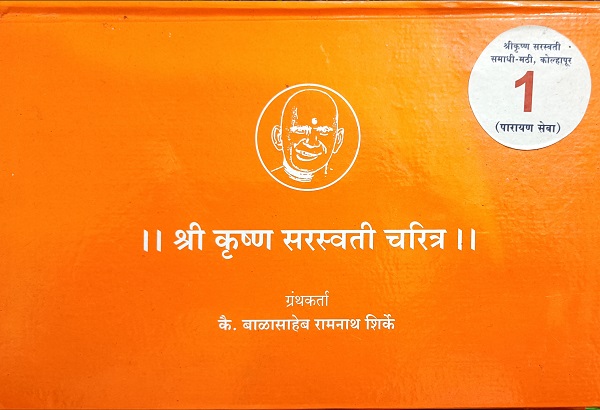 श्रीकृष्ण सरस्वती
समाधी-मठी, कोल्हापूर
1
(पारायण सेवा)
।। श्री कृष्ण सरस्वती चरित्र ।।
ग्रंथकर्ता
कै. बाळासाहेब रामनाथ शिर्के